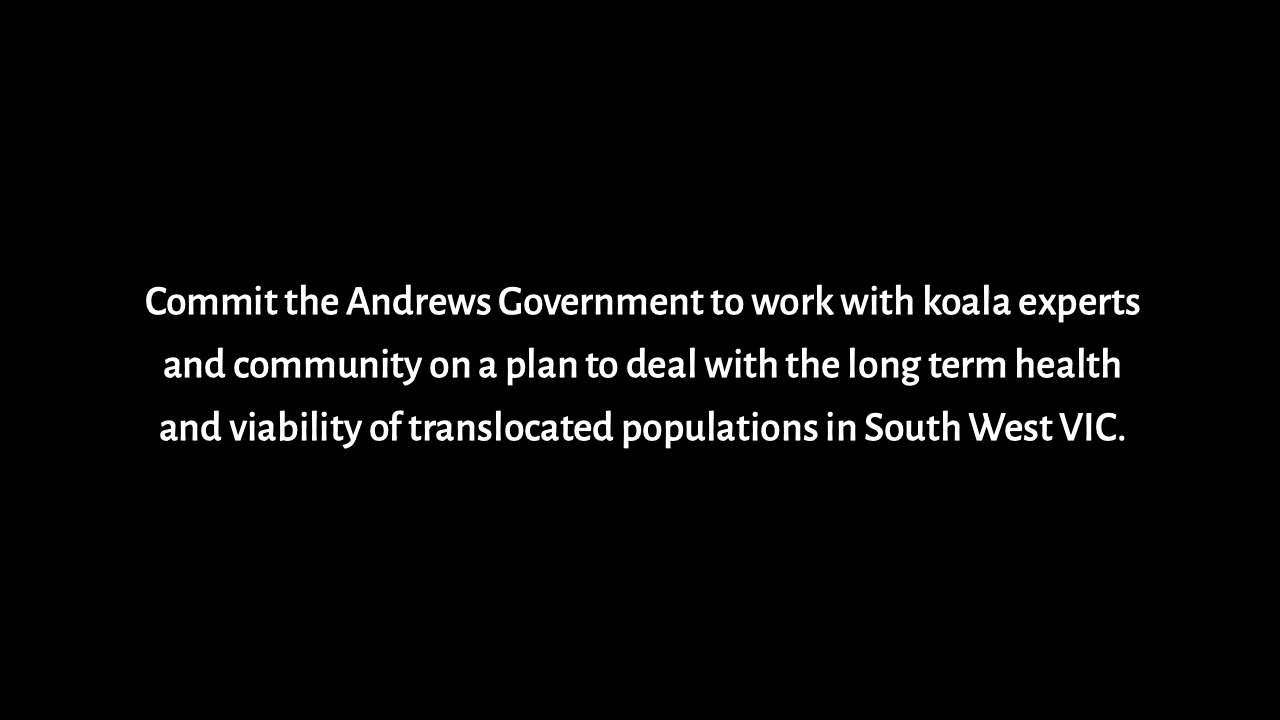 Commit the Andrews Government to work with koala experts
and community on a plan to deal with the long term health
and viability of translocated populations in South West VIC.